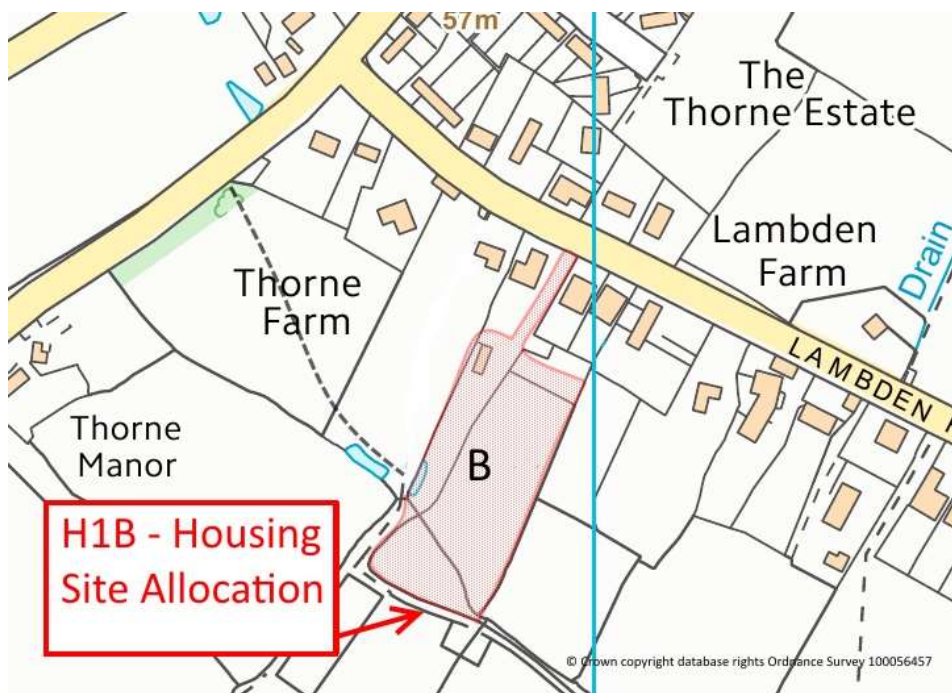 57m
The
Thorne Estate
Lambden
Farm
Drain
Thorne
Farm
LAMBDEN
Thorne
Manor
B
H1B - Housing
Site Allocation
© Crown copyright database rights Ordnance Survey 100056457